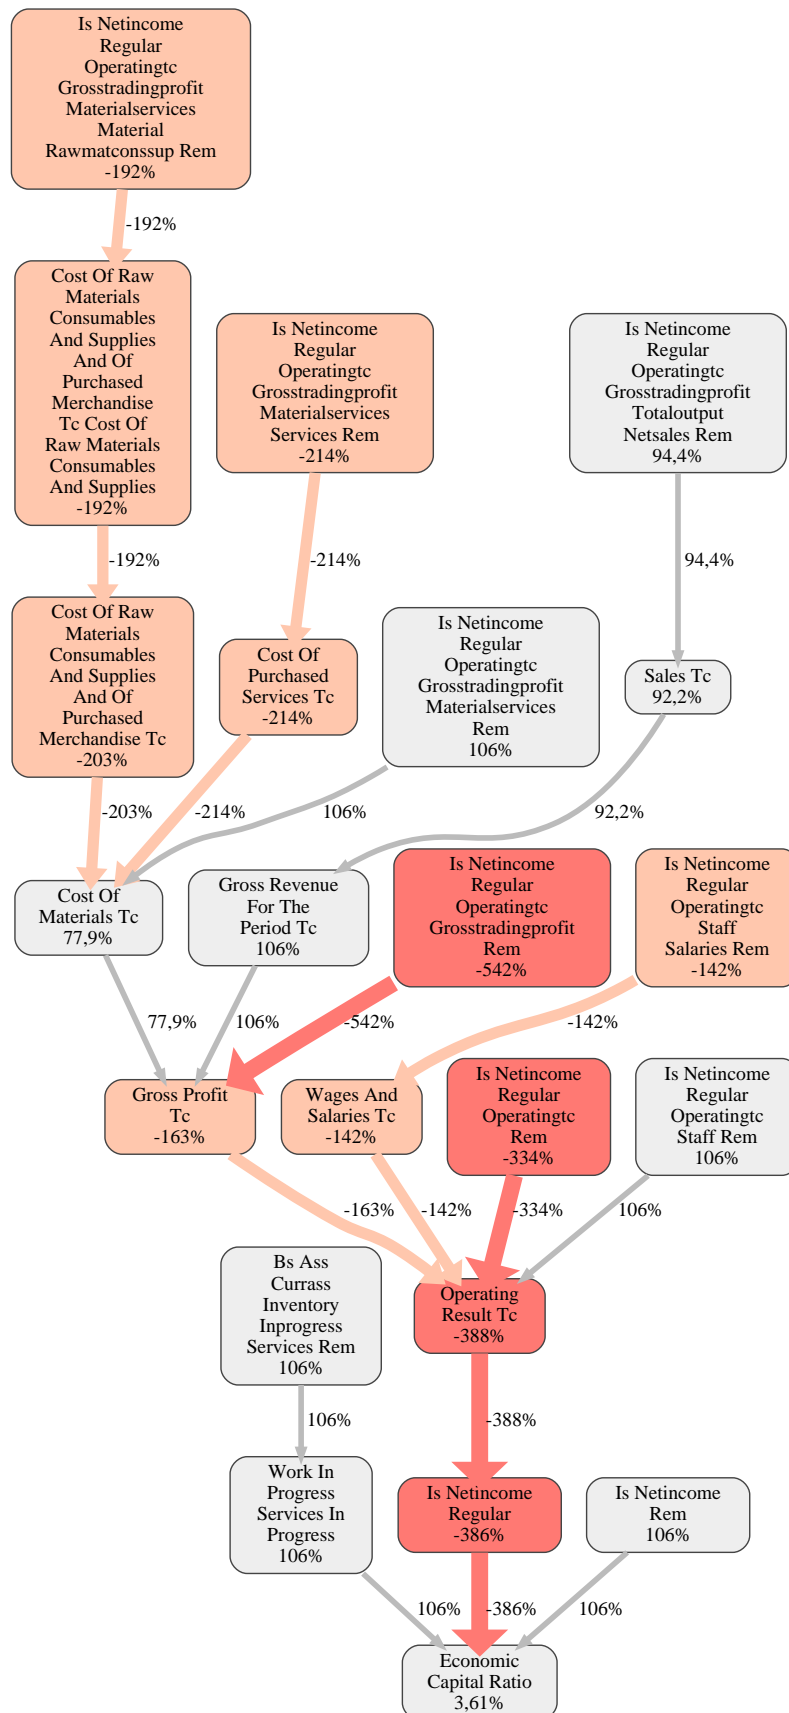 Is Netincome
Regular
Operatingtc
Grosstradingprofit
Materialservices
Material
Rawmatconssup Rem
-192%
-192%
Cost Of Raw
Materials
Consumables
And Supplies
And Of
Purchased
Merchandise
Tc Cost Of
Raw Materials
Consumables
And Supplies
-192%
Is Netincome
Regular
Operatingtc
Grosstradingprofit
Materialservices
Services Rem
-214%
Is Netincome
Regular
Operatingtc
Grosstradingprofit
Totaloutput
Netsales Rem
94,4%
-192%
-214%
94,4%
Cost Of Raw
Materials
Consumables
And Supplies
And Of
Purchased
Merchandise Tc
-203%
Cost Of
Purchased
Services Tc
-214%
Is Netincome
Regular
Operatingtc
Grosstradingprofit
Materialservices
Rem
106%
Sales Tc
92,2%
-203%
-214%
106%
92,2%
Cost Of
Materials Tc
77,9%
Gross Revenue
For The
Period Tc
106%
Is Netincome
Regular
Operatingtc
Grosstradingprofit
Rem
-542%
Is Netincome
Regular
Operatingtc
Staff
Salaries Rem
-142%
77,9%
106%
-542%
-142%
Gross Profit
Tc
-163%
Wages And
Salaries Tc
-142%
Is Netincome
Regular
Operatingtc
Rem
-334%
Is Netincome
Regular
Operatingtc
Staff Rem
106%
-163%
-142%
-334%
106%
Bs Ass
Currass
Inventory
Inprogress
Services Rem
106%
Operating
Result Tc
-388%
106%
-388%
Work In
Progress
Services In
Progress
106%
Is Netincome
Regular
-386%
Is Netincome
Rem
106%
106%
-386%
106%
Economic
Capital Ratio
3,61%